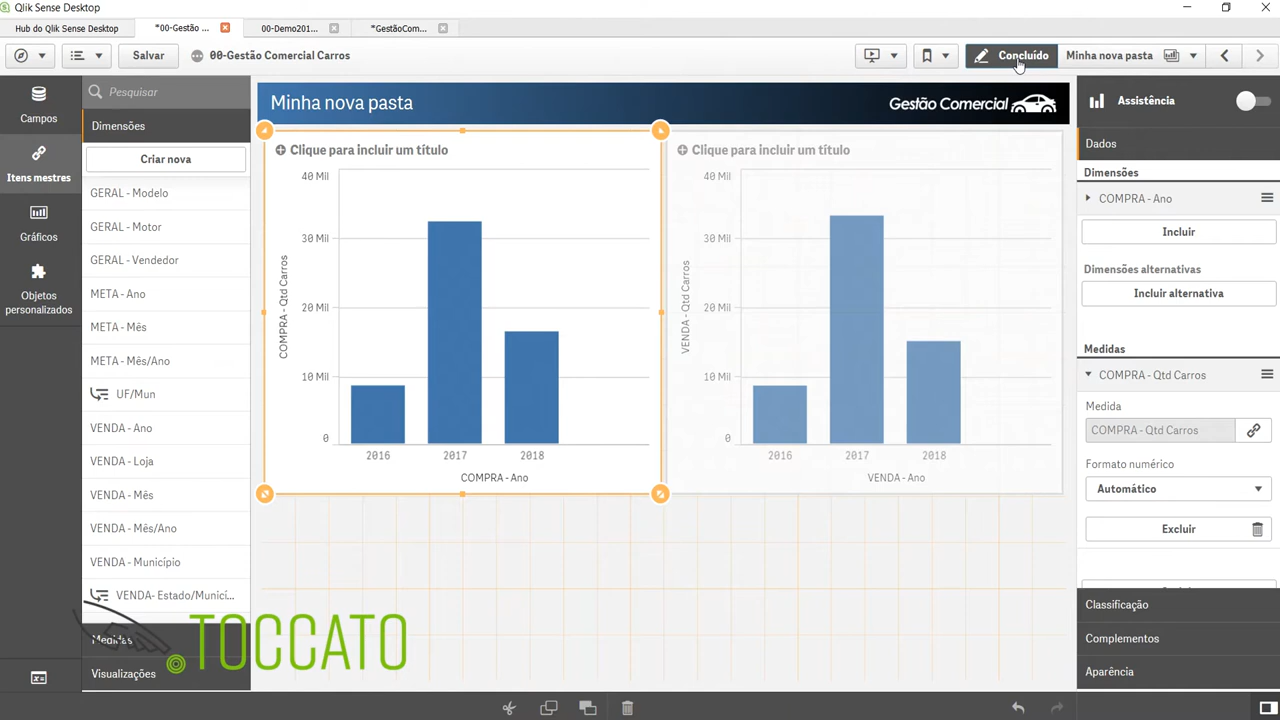 Qlik Sense Desktop
Hub do Qlik Sense Desktop
*00-Gestão ...
00-Demo201...
*GestãoCom...
Salvar
00-Gestão Comercial Carros
Concluído
Minha nova pasta
Campos
Itens mestres
Gráficos
Objetos
personalizados
Pesquisar
Dimensões
Criar nova
GERAL - Modelo
GERAL - Motor
GERAL - Vendedor
META - Ano
META - Mês
META - Mês/Ano
UF/Mun
VENDA - Ano
VENDA - Loja
VENDA - Mês
VENDA - Mês/Ano
VENDA - Município
VENDA- Estado/Municí...
Medidas
Visualizações
Minha nova pasta
Gestão Comercial
Clique para incluir um título
40 Mil
30 Mil
20 Mil
10 Mil
0
COMPRA - Qtd Carros
2016 2017 2018
COMPRA - Ano
Clique para incluir um título
40 Mil
30 Mil
20 Mil
10 Mil
0
VENDA - Qtd Carros
2016 2017 2018
VENDA - Ano
TOCCATO
Assistência
Dados
Dimensões
COMPRA - Ano
Incluir
Dimensões alternativas
Incluir alternativa
Medidas
COMPRA - Qtd Carros
Medida
COMPRA - Qtd Carros
Formato numérico
Automático
Excluir
Classificação
Complementos
Aparência